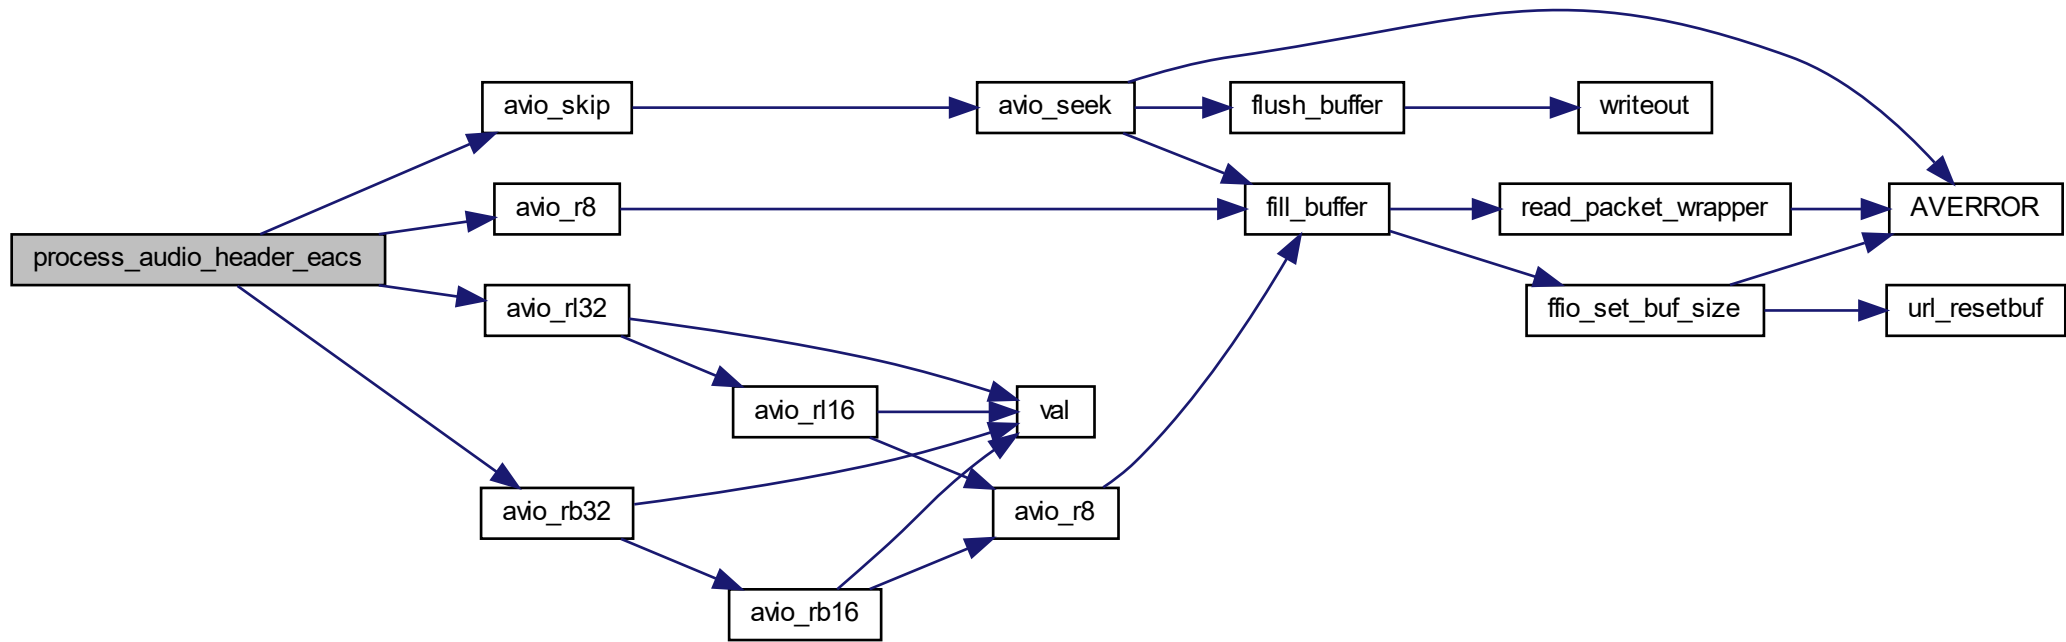 avio_skip
avio_seek
flush_buffer
writeout
avio_r8
fill_buffer
read_packet_wrapper
AVERROR
process_audio_header_eacs
avio_rl32
ffio_set_buf_size
url_resetbuf
avio_rl16
val
avio_rb32
avio_r8
avio_rb16